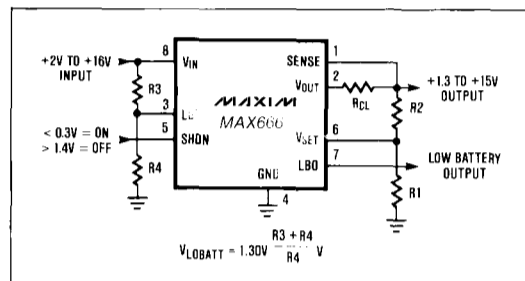 +2V TO +16V
INPUT
8
VIN
R3
3
5
SHDN
< 0.3V = ON
> 1.4V = OFF
R4
MAXIM
MAX666
GND
4
SENSE
1
VOUT
2
RCL
+1.3 TO +15V
OUTPUT
R2
VSET
6
LBO
7
LOW BATTERY
OUTPUT
R1
VLOBATT = 1.30V R3 + R4
R4 V